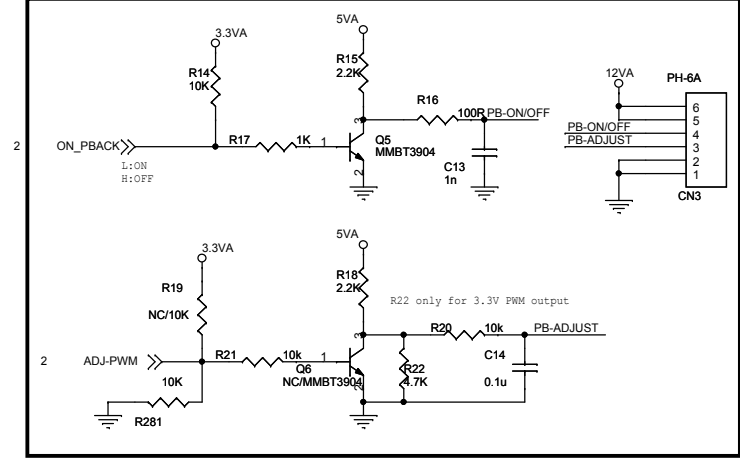 5VA
3.3VA
R15
2.2K
R14
10K
R16
100R
PB-ON/OFF
3
2
ON_PBACK
R17
1K
1
Q5
MMBT3904
L:ON
H:OFF
2
C13
1n
12VA
PH-6A
6
5
PB-ON/OFF
4
PB-ADJUST
3
2
1
CN3
5VA
3.3VA
R18
2.2K
R19
NC/10K
R22 only for 3.3V PWM output
3
R20
10k
PB-ADJUST
2
ADJ-PWM
R21
10k
1
Q6
NC/MMBT3904
2
R22
4.7K
C14
0.1u
10K
R281